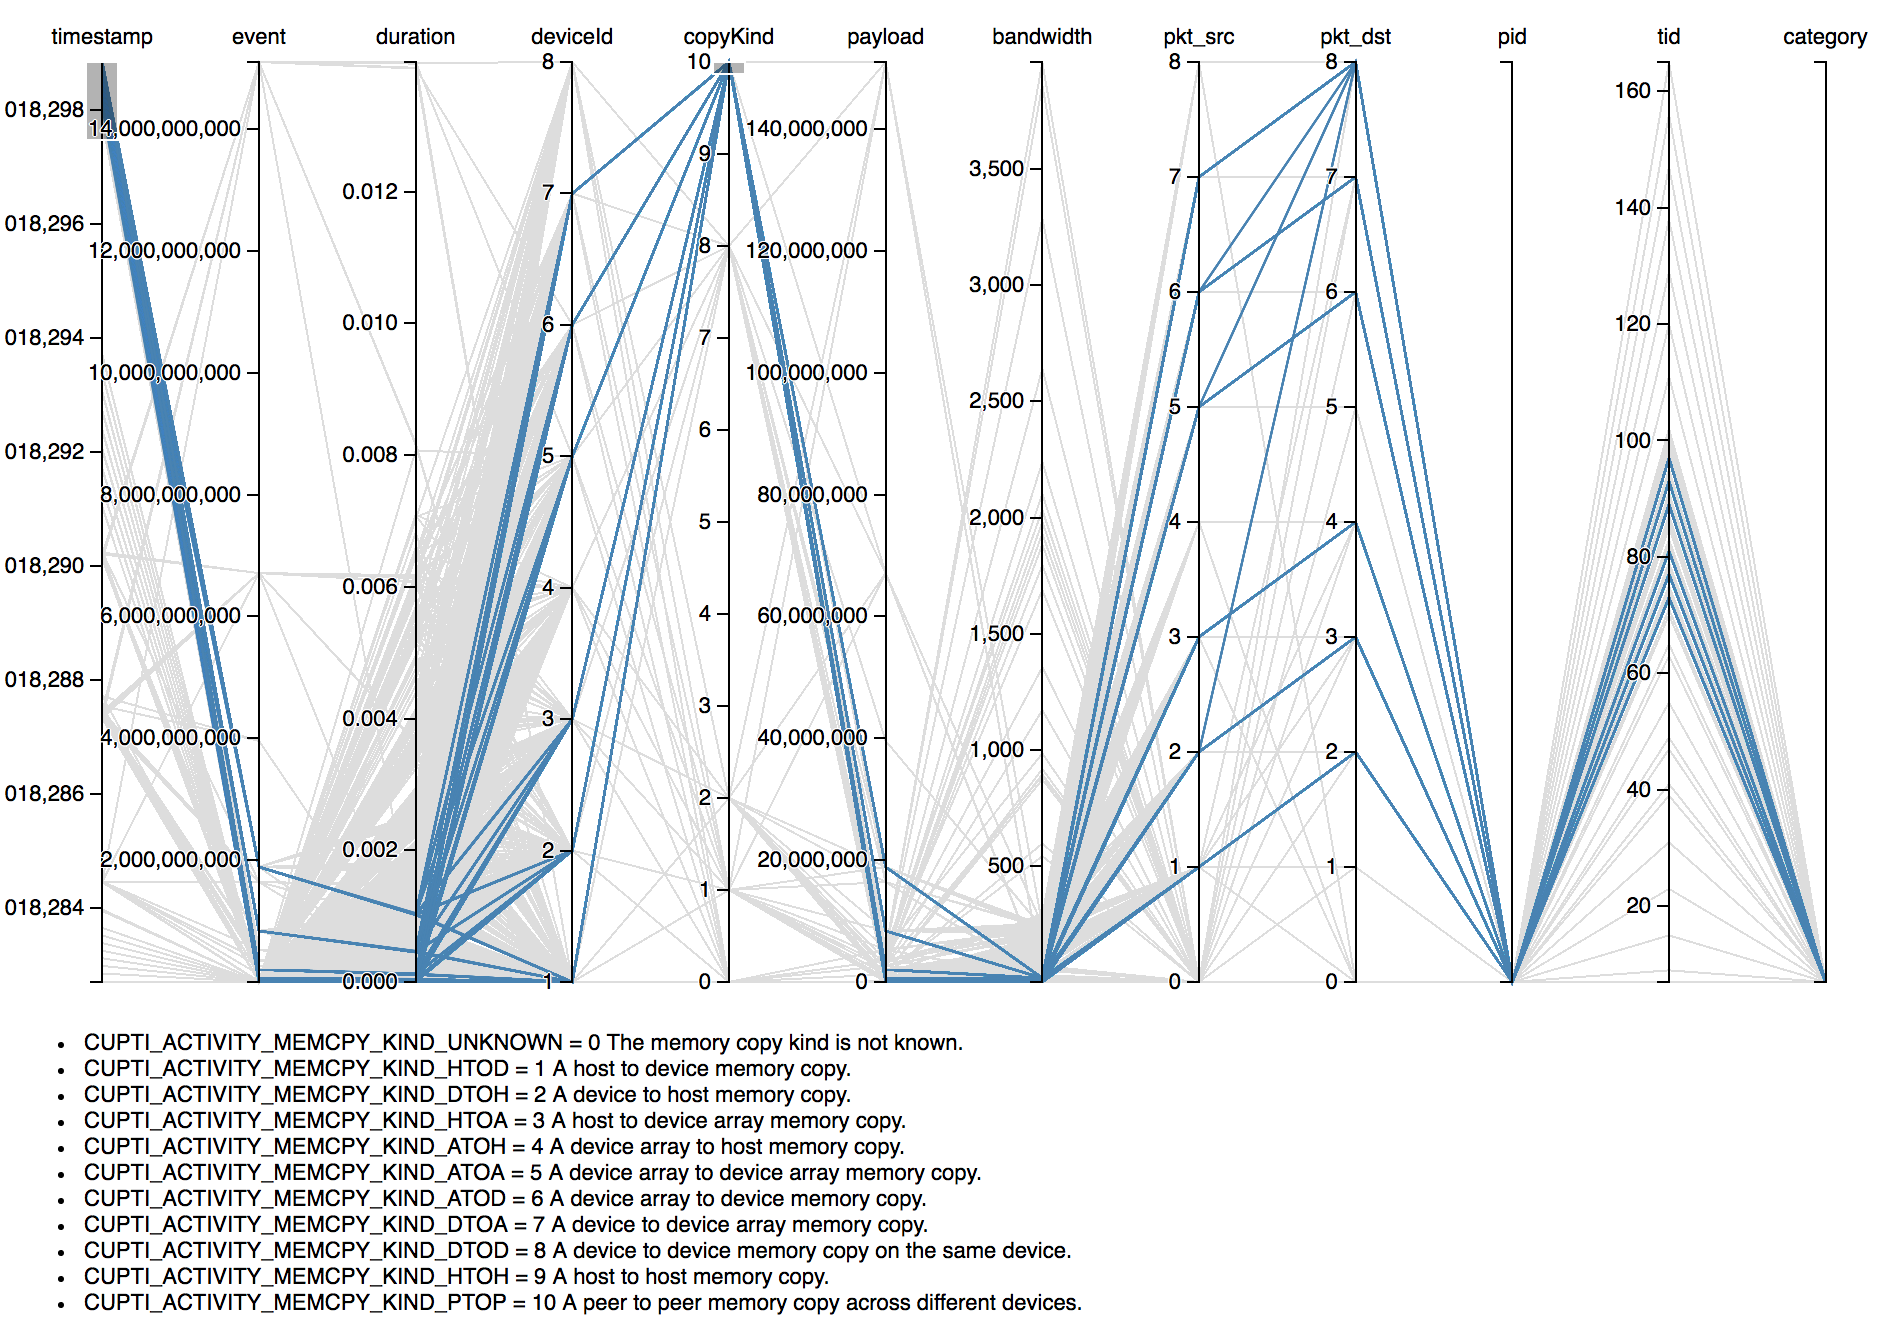 timestamp event duration deviceId copyKind payload bandwidth pkt_src pkt_dst pid tid category
10 8 8 8
018,298 14,000,000,000 140,000,000 160
9 3,500
0.012 7 7 7
140
018,296 12,000,000,000 8 120,000,000
3,000 6 6
0.010 6 120
018,294 7
10,000,000,000 100,000,000
2,500 5 5
6
018,292 0.008 5 100
8,000,000,000 80,000,000
5 2,000 4 4
018,290 80
0.006 4
6,000,000,000 4 60,000,000
1,500 3 3
018,288 60
3
0.004 3
4,000,000,000 40,000,000
1,000 2 2
018,286 2 40
0.002 2
2,000,000,000 20,000,000
500 1 1
1
018,284 20
0.000 1 0 0 0 0
• CUPTI_ACTIVITY_MEMCPY_KIND_UNKNOWN = 0 The memory copy kind is not known.
• CUPTI_ACTIVITY_MEMCPY_KIND_HTOD = 1 A host to device memory copy.
• CUPTI_ACTIVITY_MEMCPY_KIND_DTOH = 2 A device to host memory copy.
• CUPTI_ACTIVITY_MEMCPY_KIND_HTOA = 3 A host to device array memory copy.
• CUPTI_ACTIVITY_MEMCPY_KIND_ATOH = 4 A device array to host memory copy.
• CUPTI_ACTIVITY_MEMCPY_KIND_ATOA = 5 A device array to device array memory copy.
• CUPTI_ACTIVITY_MEMCPY_KIND_ATOD = 6 A device array to device memory copy.
• CUPTI_ACTIVITY_MEMCPY_KIND_DTOA = 7 A device to device array memory copy.
• CUPTI_ACTIVITY_MEMCPY_KIND_DTOD = 8 A device to device memory copy on the same device.
• CUPTI_ACTIVITY_MEMCPY_KIND_HTOH = 9 A host to host memory copy.
• CUPTI_ACTIVITY_MEMCPY_KIND_PTOP = 10 A peer to peer memory copy across different devices.